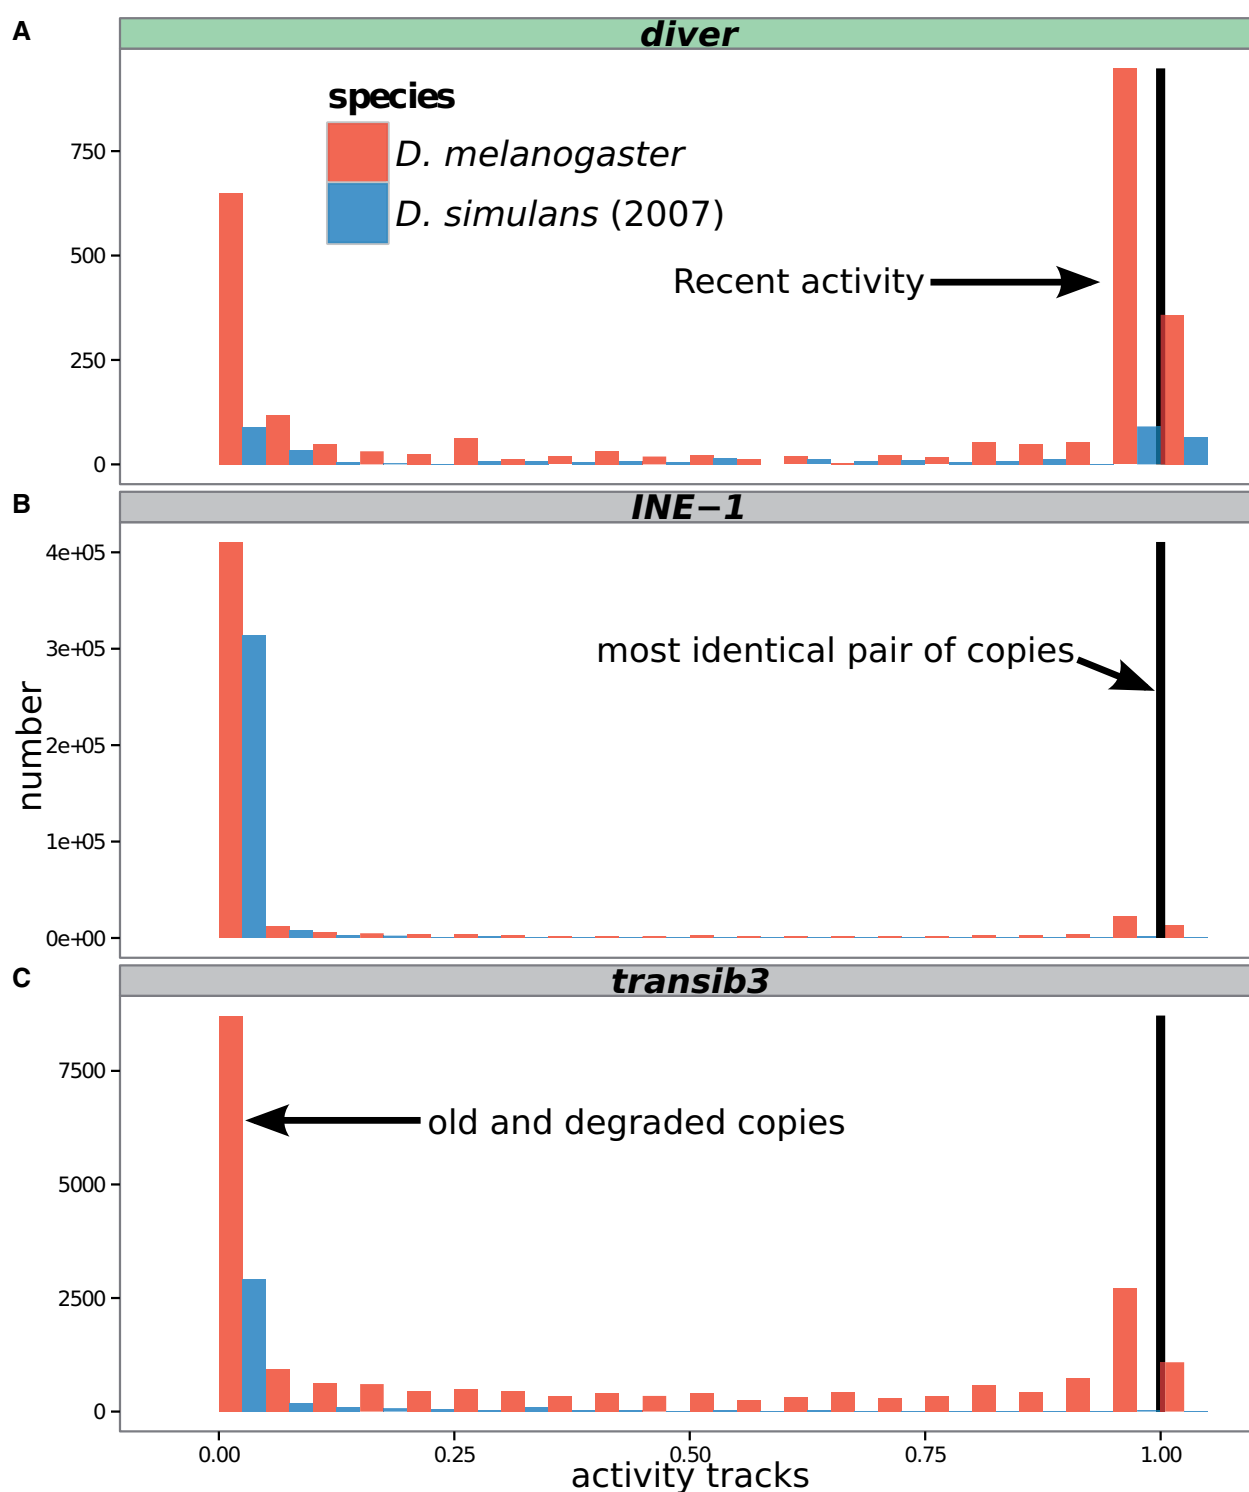 A
diver
species
D. melanogaster
D. simulans (2007)
Recent activity
750
500
250
0
B
INE−1
4e+05
3e+05
2e+05
1e+05
0e+00
most identical pair of copies
number
C
transib3
7500
5000
2500
0
old and degraded copies
0.00
0.25
0.50
0.75
1.00
activity tracks